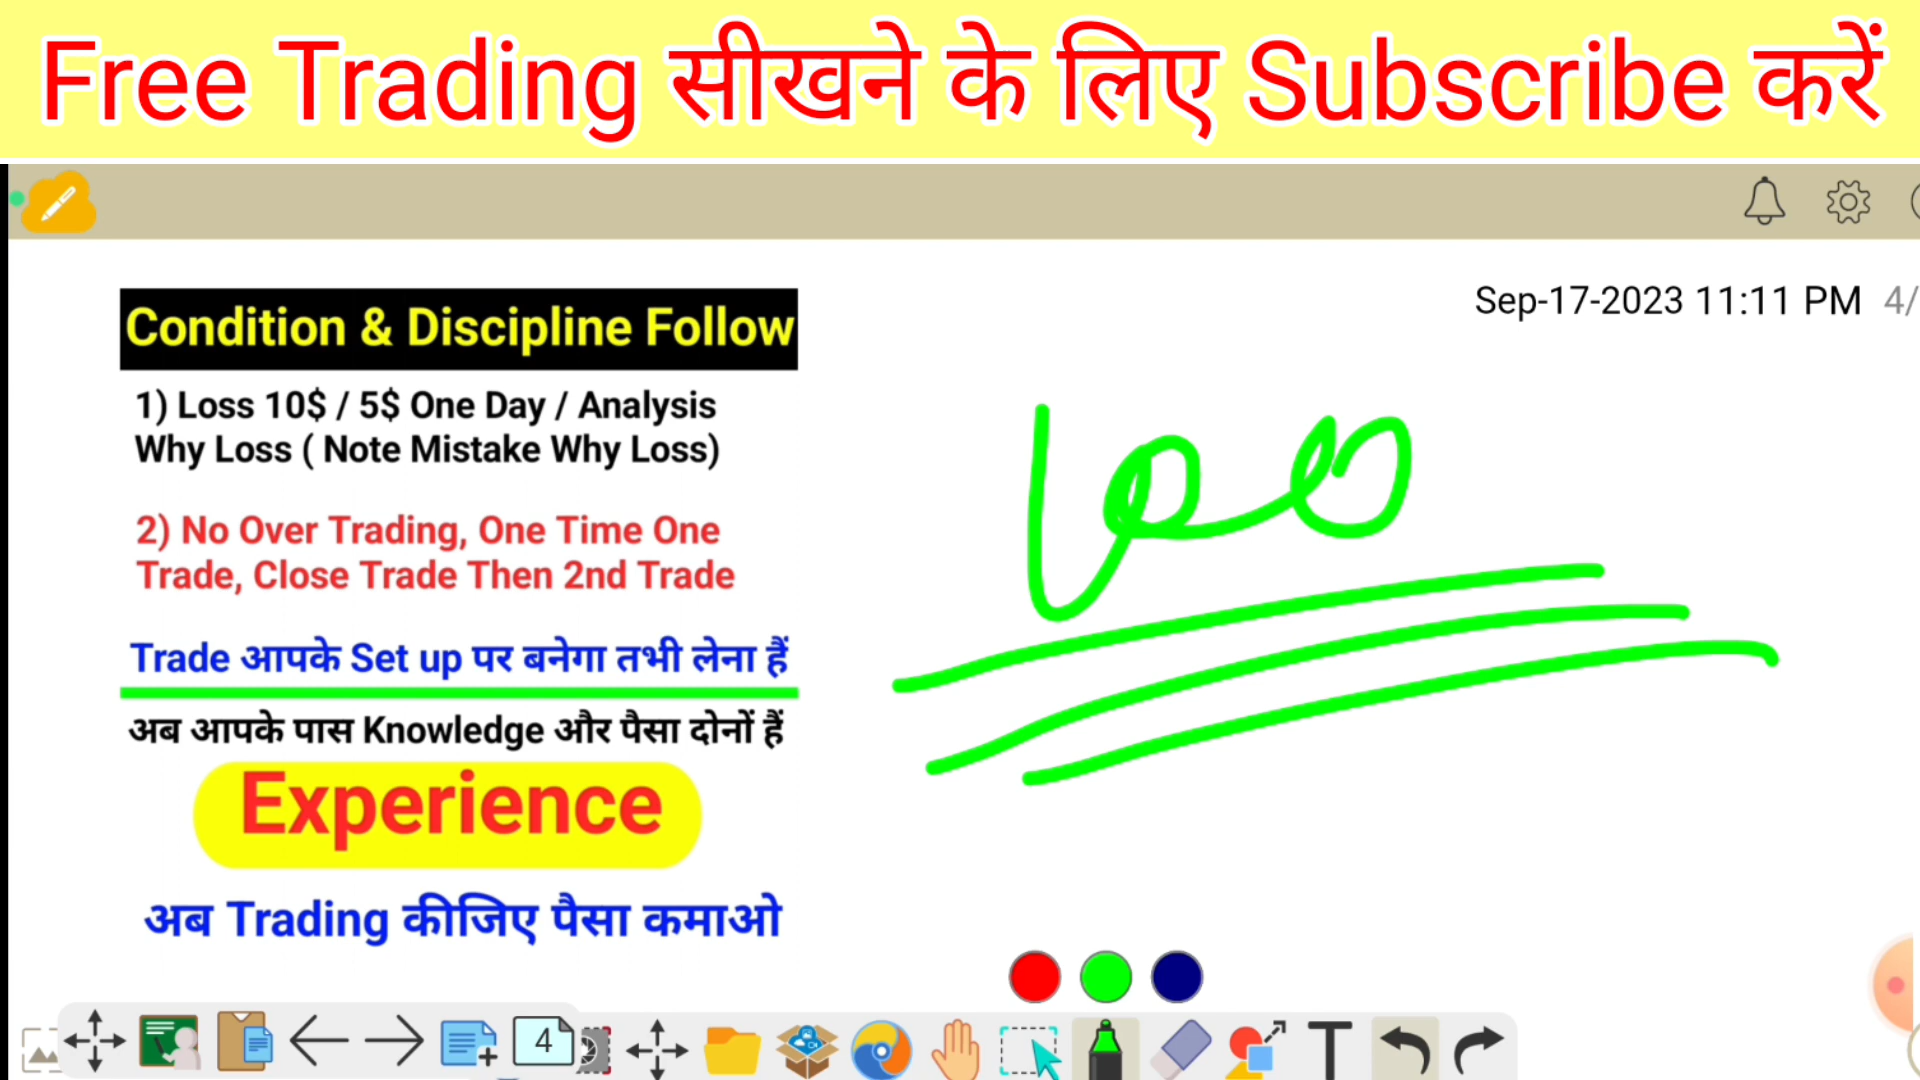 Free Trading सीखने के लिए Subscribe करें
Sep-17-2023 11:11 PM 4/
Condition & Discipline Follow
1) Loss 10$ / 5$ One Day / Analysis
Why Loss ( Note Mistake Why Loss)
2) No Over Trading, One Time One
Trade, Close Trade Then 2nd Trade
Trade आपके Set up पर बनेगा तभी लेना हैं
अब आपके पास Knowledge और पैसा दोनों हैं
Experience
अब Trading कीजिए पैसा कमाओ
4
T